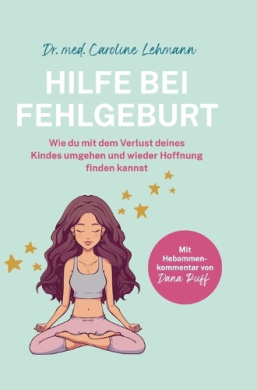 Dr. med. Caroline Lehmann
HILFE BEI
FEHLGEBURT
Wie du mit dem Verlust deines
Kindes umgehen und wieder Hoffnung
finden kannst
Mit
Hebammen-
kommentar von
Dana Ruff